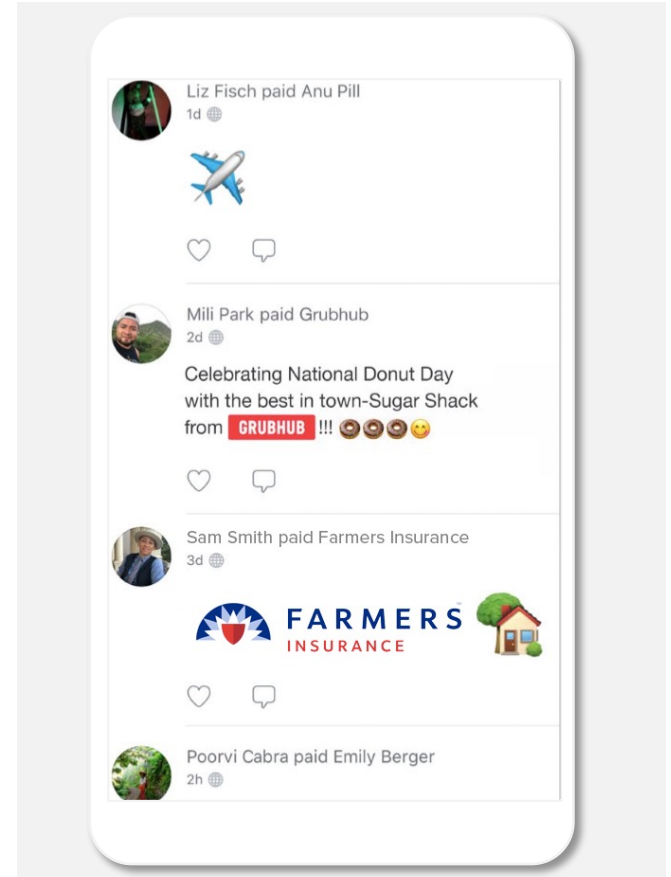 Liz Fisch paid Anu Pill
1d
Mili Park paid Grubhub
2d
Celebrating National Donut Day
with the best in town-Sugar Shack
from GRUBHUB !!!
Sam Smith paid Farmers Insurance
3d
FARMERS
INSURANCE
Poorvi Cabra paid Emily Berger
2h